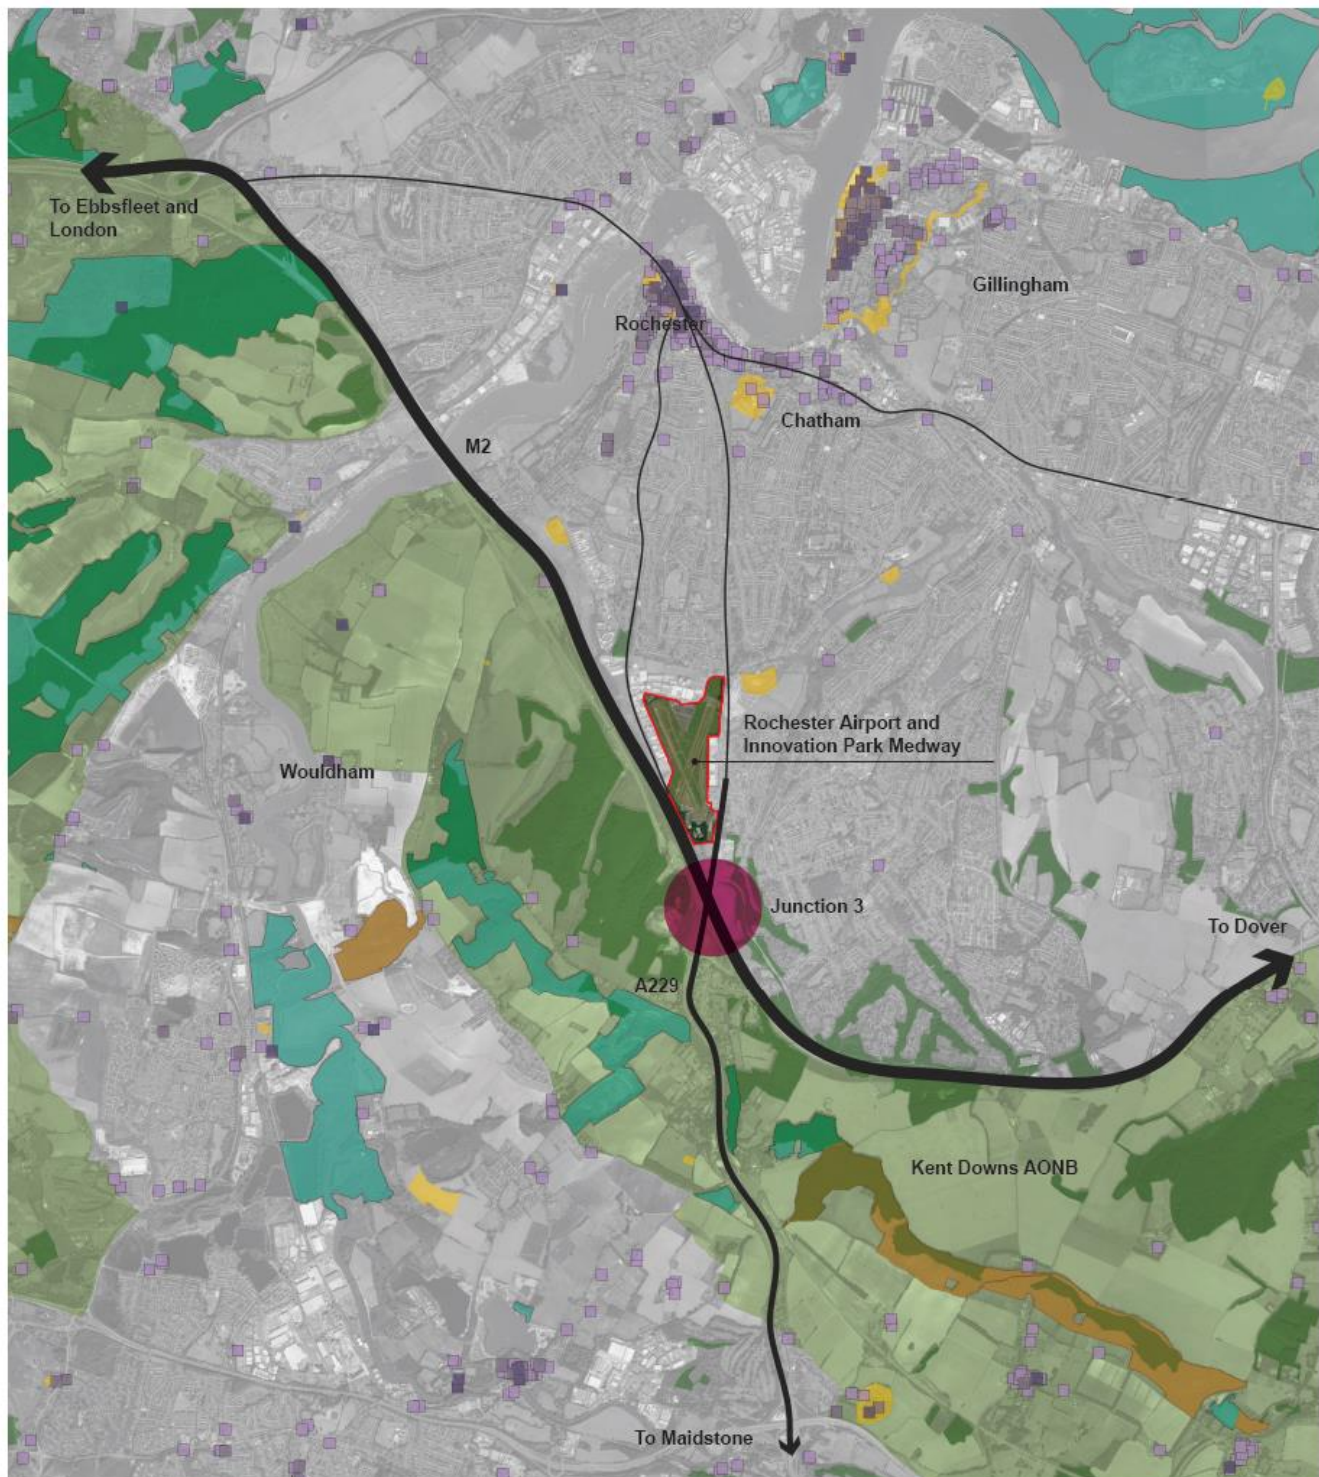 To Ebbsfleet and
London
Gillingham
Rochester
Chatham
M2
Rochester Airport and
Innovation Park Medway
Wouldham
Junction 3
To Dover
A229
Kent Downs AONB
To Maidstone